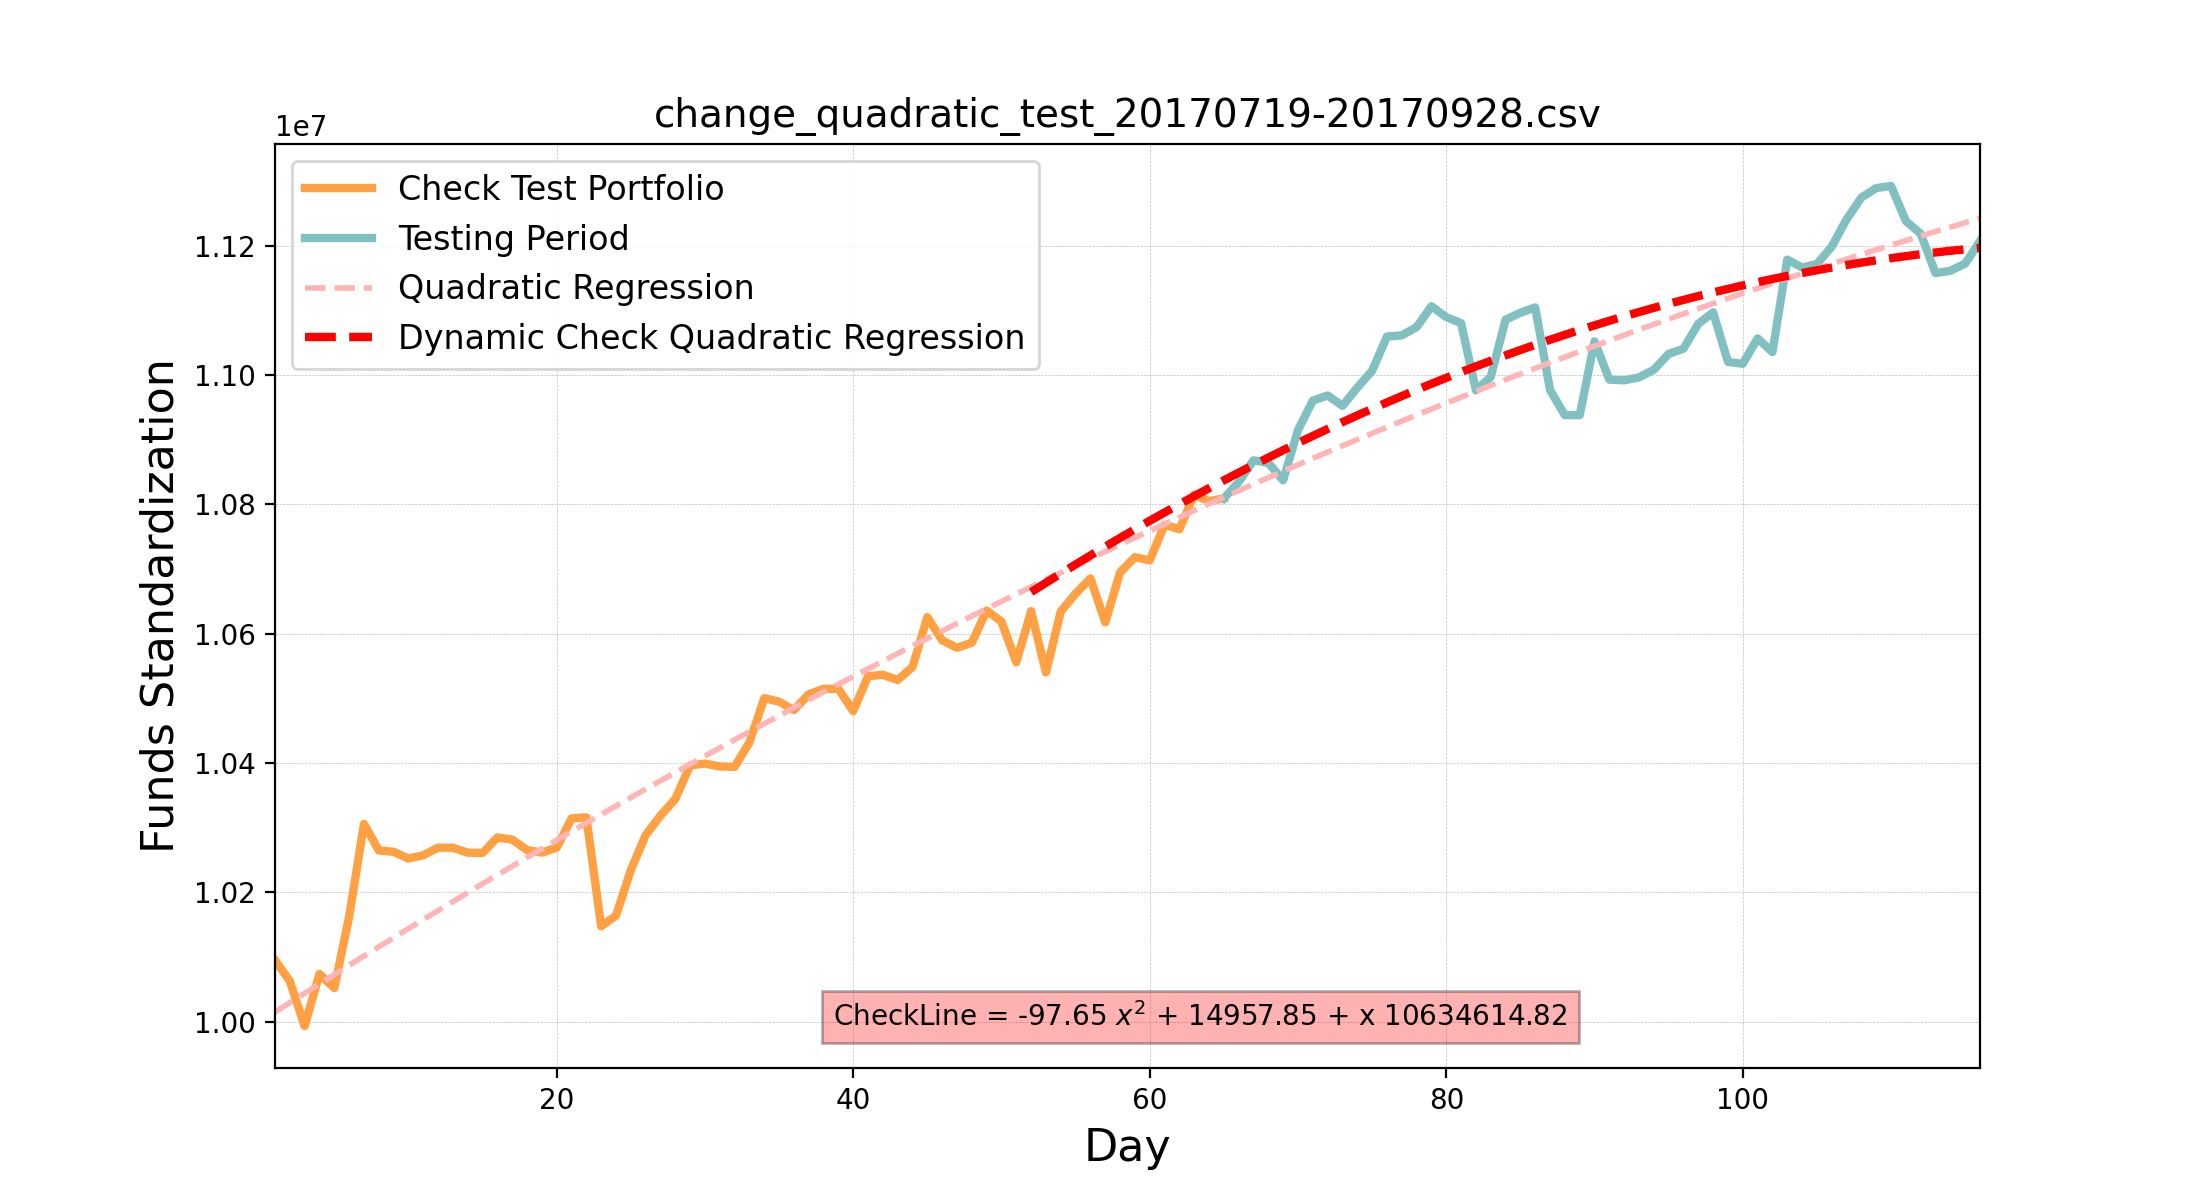 change_quadratic_test_20170719-20170928.csv
1e7
Check Test Portfolio
Testing Period
Quadratic Regression
Dynamic Check Quadratic Regression
Funds Standardization
1.12
1.10
1.08
1.06
1.04
1.02
1.00
CheckLine = -97.65 x² + 14957.85 + x 10634614.82
20 40 60 80 100
Day